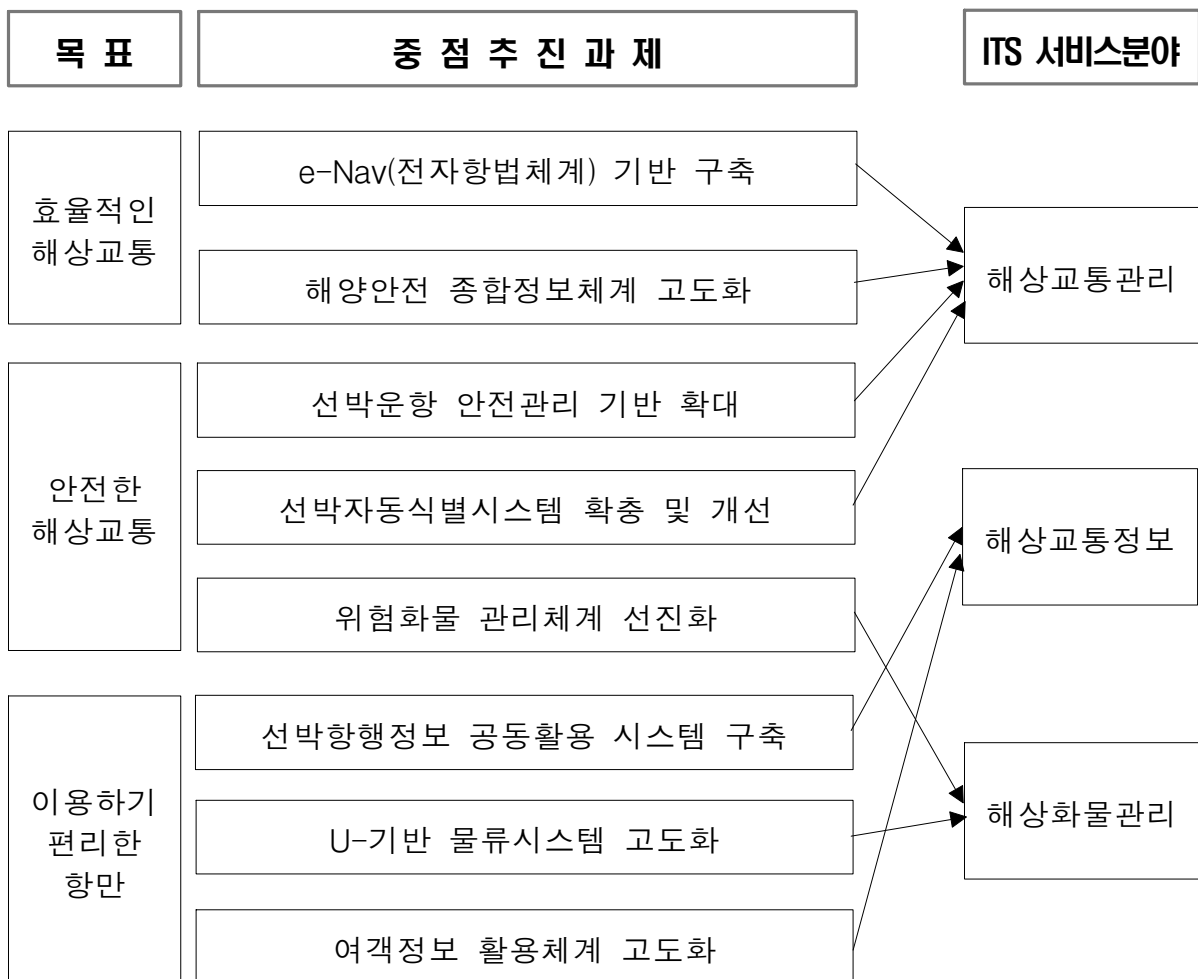 목 표
중 점 추 진 과 제
ITS 서비스분야
효율적인
해상교통
e-Nav(전자항법체계) 기반 구축
해양안전 종합정보체계 고도화
해상교통관리
안전한
해상교통
선박운항 안전관리 기반 확대
선박자동식별시스템 확충 및 개선
위험화물 관리체계 선진화
해상교통정보
이용하기
편리한
항만
선박항행정보 공동활용 시스템 구축
U-기반 물류시스템 고도화
여객정보 활용체계 고도화
해상화물관리